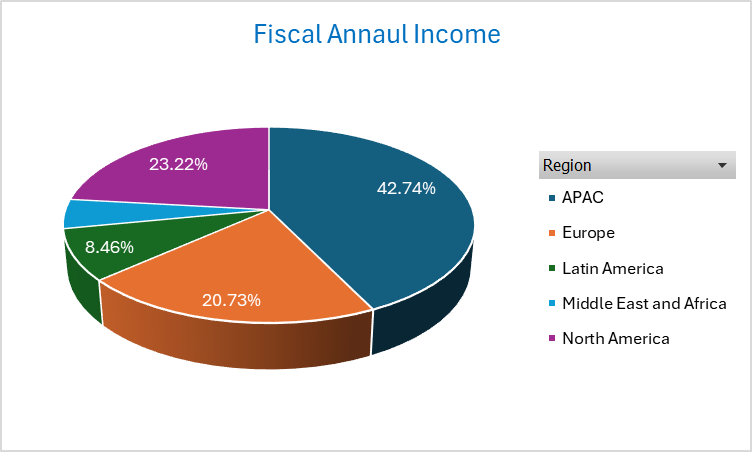 Fiscal Annaul Income
23.22%
42.74%
8.46%
20.73%
Region
APAC
Europe
Latin America
Middle East and Africa
North America